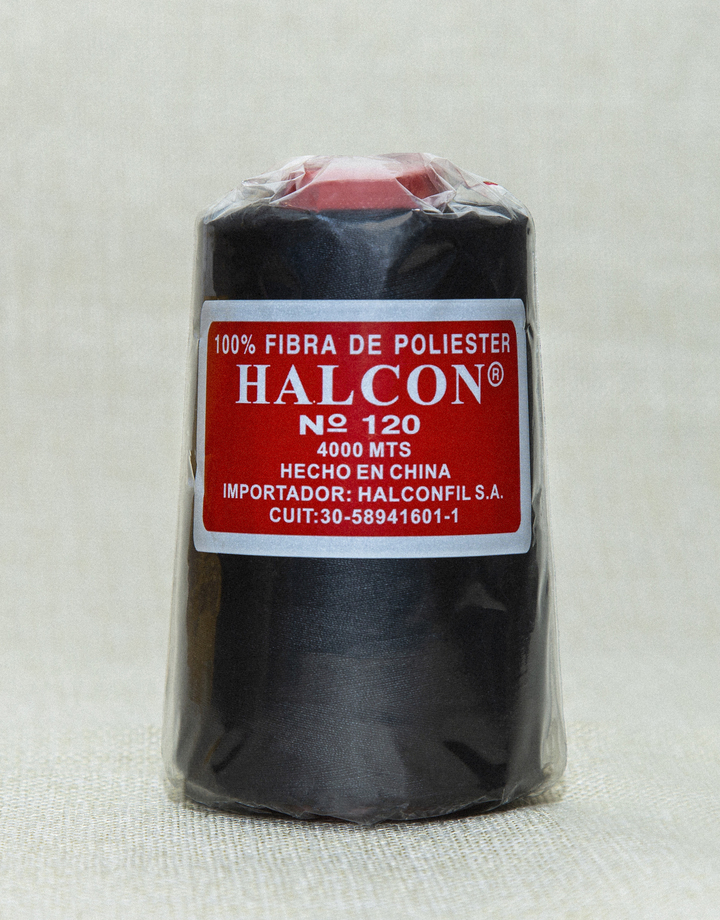 100% FIBRA DE POLIESTER
HALCON®
Nº 120
4000 MTS
HECHO EN CHINA
IMPORTADOR: HALCONFIL S.A.
CUIT:30-58941601-1